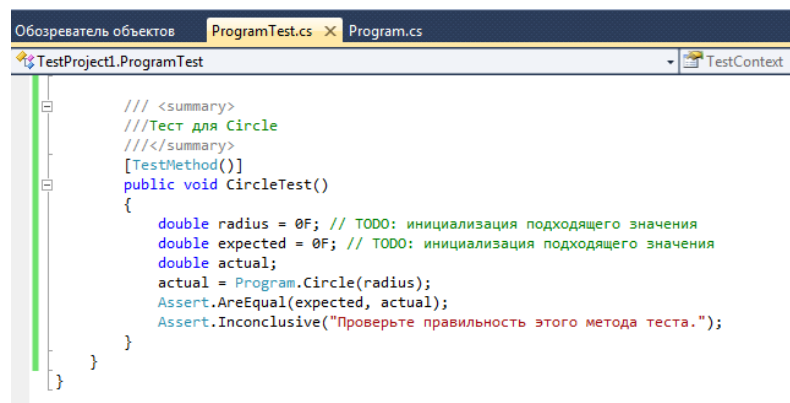 Обозреватель объектов ProgramTest.cs Program.cs
TestProject1.ProgramTest TestContext
/// <summary>
///Тест для Circle
///</summary>
[TestMethod()]
public void CircleTest()
{
double radius = 0F; // TODO: инициализация подходящего значения
double expected = 0F; // TODO: инициализация подходящего значения
double actual;
actual = Program.Circle(radius);
Assert.AreEqual(expected, actual);
Assert.Inconclusive("Проверьте правильность этого метода теста.");
}
}
}